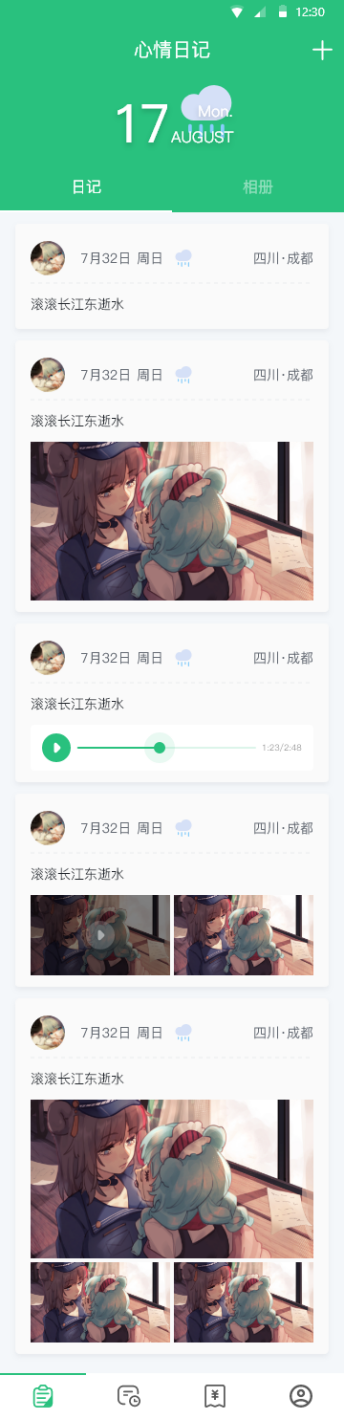 12:30
心情日记
17
Mon.
AUGUST
日记 相册
7月32日 周日 四川·成都
滚滚长江东逝水
7月32日 周日 四川·成都
滚滚长江东逝水
7月32日 周日 四川·成都
滚滚长江东逝水
1:23/2:48
7月32日 周日 四川·成都
滚滚长江东逝水
7月32日 周日 四川·成都
滚滚长江东逝水
¥